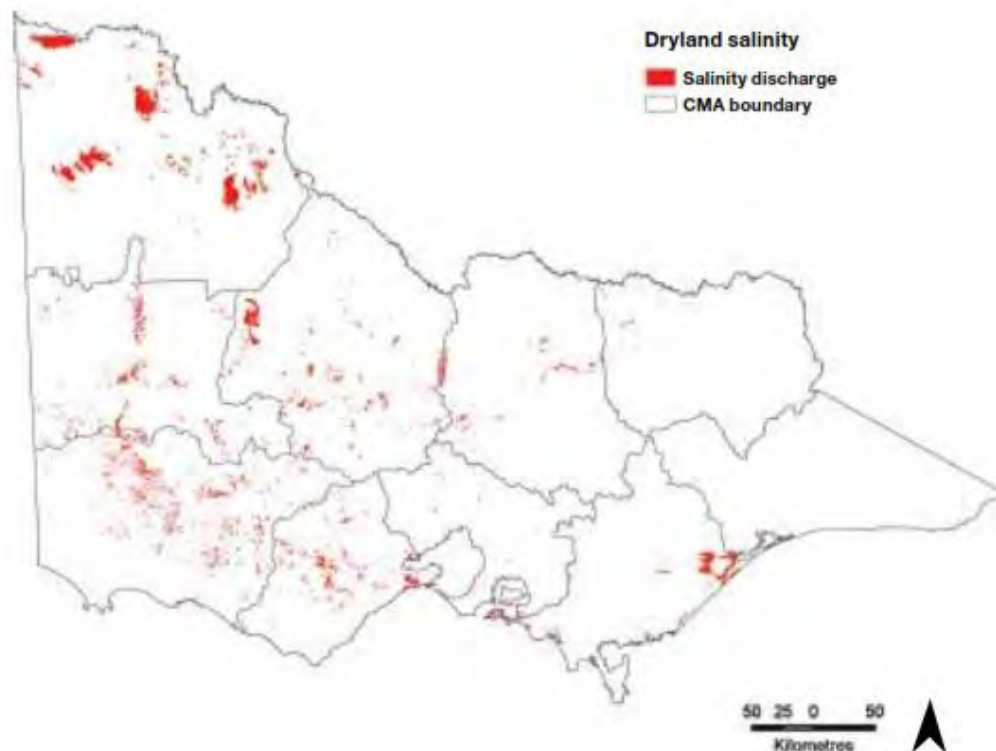 Dryland salinity
Salinity discharge
CMA boundary
50 25 0 50
Kilometres